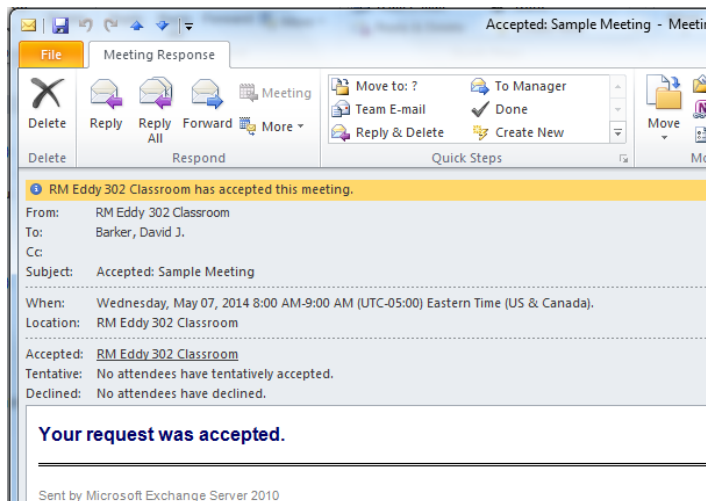 Accepted: Sample Meeting - Meeti
File
Meeting Response
Delete
Reply
Reply All
Forward
Meeting
More
Move to: ?
Team E-mail
Reply & Delete
To Manager
Done
Create New
Move
Delete
Respond
Quick Steps
Mo
RM Eddy 302 Classroom has accepted this meeting.
From: RM Eddy 302 Classroom
To: Barker, David J.
Cc:
Subject: Accepted: Sample Meeting
When: Wednesday, May 07, 2014 8:00 AM-9:00 AM (UTC-05:00) Eastern Time (US & Canada).
Location: RM Eddy 302 Classroom
Accepted: RM Eddy 302 Classroom
Tentative: No attendees have tentatively accepted.
Declined: No attendees have declined.
Your request was accepted.
Sent by Microsoft Exchange Server 2010